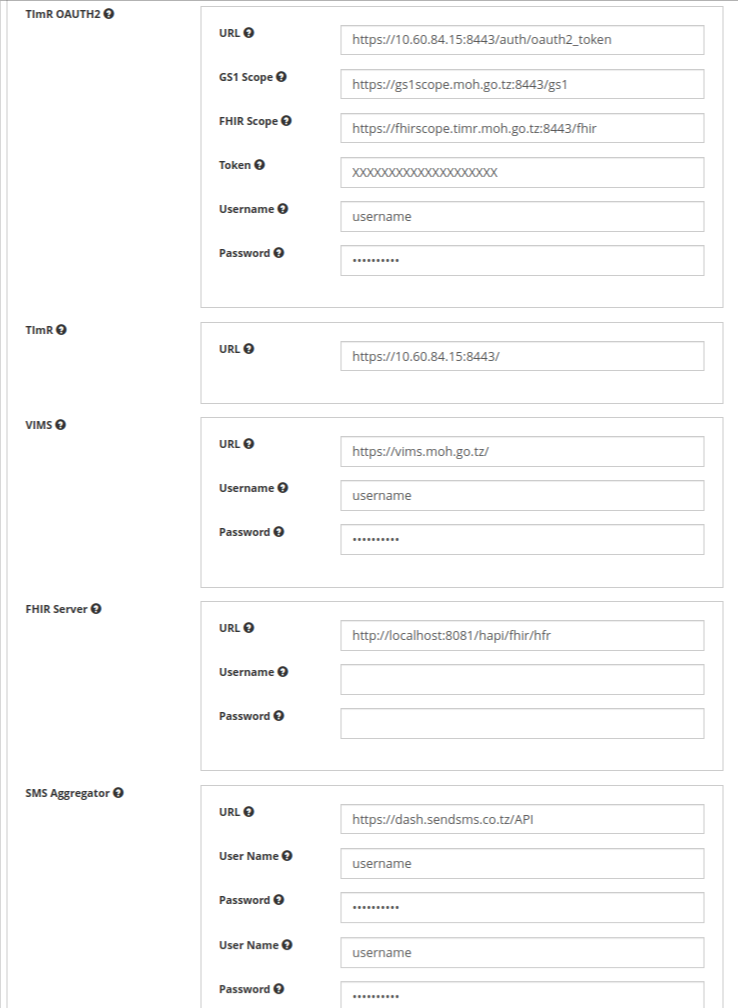 TImR OAUTH2
URL
https://10.60.84.15:8443/auth/oauth2_token
GS1 Scope
https://gs1scope.moh.go.tz:8443/gs1
FHIR Scope
https://fhirscope.timr.moh.go.tz:8443/fhir
Token
XXXXXXXXXXXXXXXXXXXX
Username
username
Password
••••••••••
TImR
URL
https://10.60.84.15:8443/
VIMS
URL
https://vims.moh.go.tz/
Username
username
Password
••••••••••
FHIR Server
URL
http://localhost:8081/hapi/fhir/hfr
Username
Password
SMS Aggregator
URL
https://dash.sendsms.co.tz/API
User Name
username
Password
••••••••••
User Name
username
Password
••••••••••